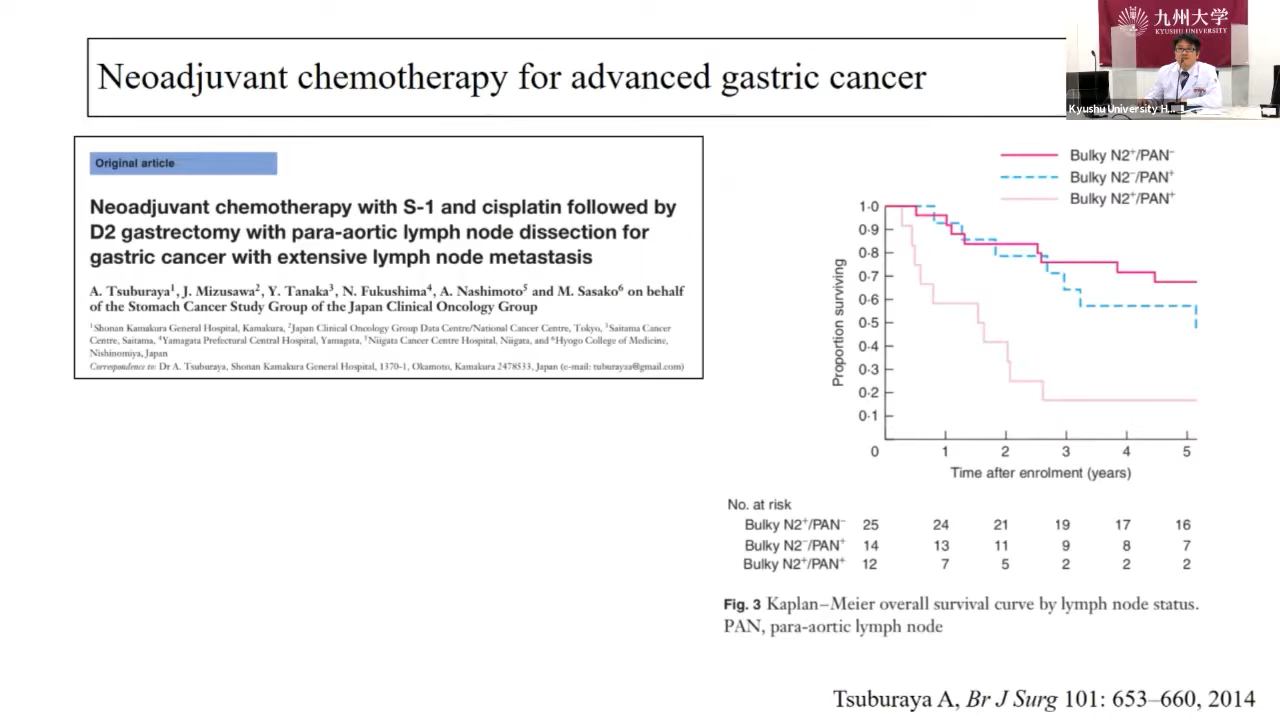 Neoadjuvant chemotherapy for advanced gastric cancer
九州大学
KYUSHU UNIVERSITY
Kyushu University H...
Original article
Neoadjuvant chemotherapy with S-1 and cisplatin followed by
D2 gastrectomy with para-aortic lymph node dissection for
gastric cancer with extensive lymph node metastasis
A. Tsuburaya¹, J. Mizusawa², Y. Tanaka³, N. Fukushima⁴, A. Nashimoto⁵ and M. Sasako⁶ on behalf
of the Stomach Cancer Study Group of the Japan Clinical Oncology Group
¹Shonan Kamakura General Hospital, Kamakura, ²Japan Clinical Oncology Group Data Centre/National Cancer Centre, Tokyo, ³Saitama Cancer
Centre, Saitama, ⁴Yamagata Prefectural Central Hospital, Yamagata, ⁵Niigata Cancer Centre Hospital, Niigata, and ⁶Hyogo College of Medicine,
Nishinomiya, Japan
Correspondence to: Dr A. Tsuburaya, Shonan Kamakura General Hospital, 1370-1, Okamoto, Kamakura 2478533, Japan (e-mail: tuburayaa@gmail.com)
Bulky N2⁺/PAN⁻
Bulky N2⁻/PAN⁺
Bulky N2⁺/PAN⁺
Proportion surviving
1·0
0·9
0·8
0·7
0·6
0·5
0·4
0·3
0·2
0·1
0 1 2 3 4 5
Time after enrolment (years)
No. at risk
Bulky N2⁺/PAN⁻ 25 24 21 19 17 16
Bulky N2⁻/PAN⁺ 14 13 11 9 8 7
Bulky N2⁺/PAN⁺ 12 7 5 2 2 2
Fig. 3 Kaplan–Meier overall survival curve by lymph node status.
PAN, para-aortic lymph node
Tsuburaya A, Br J Surg 101: 653–660, 2014